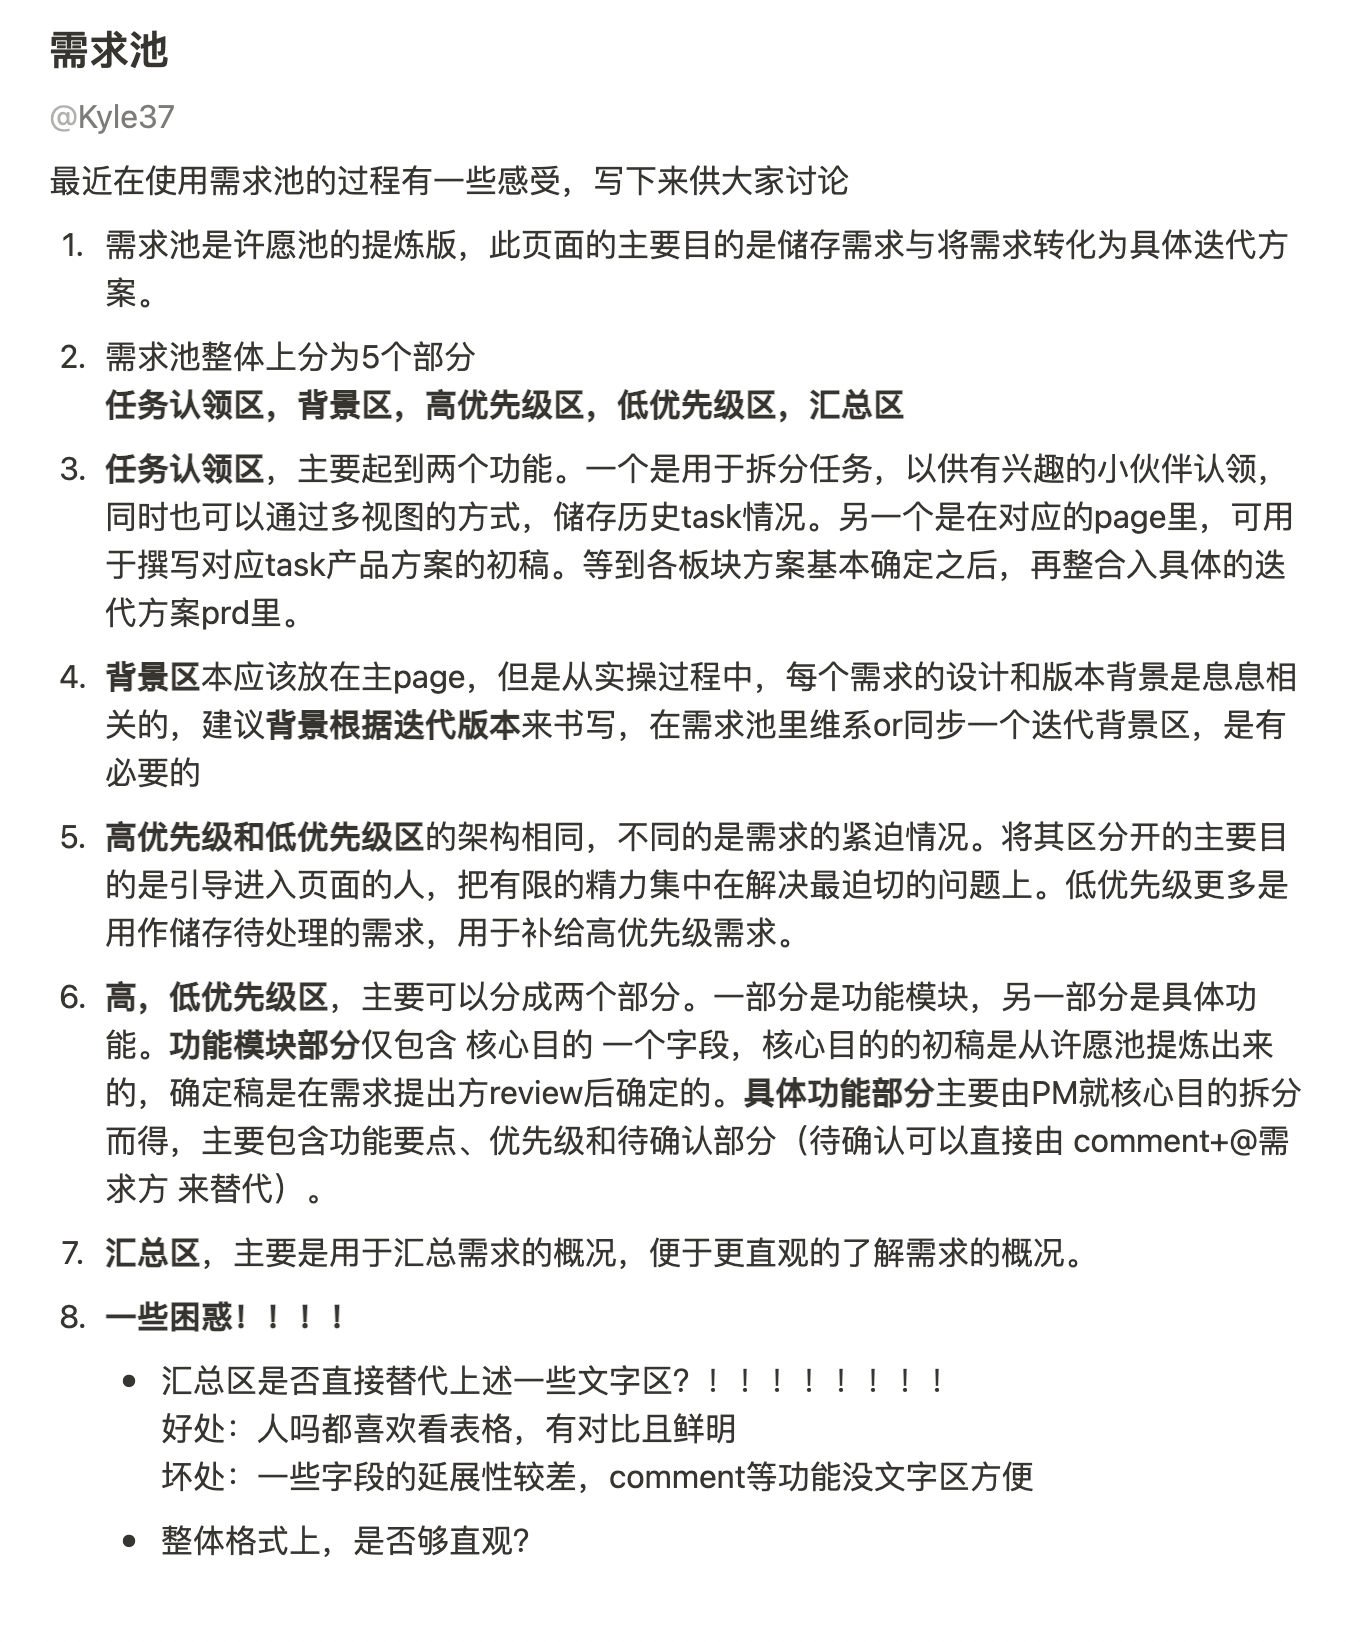 需求池
@Kyle37
最近在使用需求池的过程有一些感受，写下来供大家讨论
1. 需求池是许愿池的提炼版，此页面的主要目的是储存需求与将需求转化为具体迭代方
案。
2. 需求池整体上分为5个部分
任务认领区，背景区，高优先级区，低优先级区，汇总区
3. 任务认领区，主要起到两个功能。一个是用于拆分任务，以供有兴趣的小伙伴认领，
同时也可以通过多视图的方式，储存历史task情况。另一个是在对应的page里，可用
于撰写对应task产品方案的初稿。等到各板块方案基本确定之后，再整合入具体的迭
代方案prd里。
4. 背景区本应该放在主page，但是从实操过程中，每个需求的设计和版本背景是息息相
关的，建议背景根据迭代版本来书写，在需求池里维系or同步一个迭代背景区，是有
必要的
5. 高优先级和低优先级区的架构相同，不同的是需求的紧迫情况。将其区分开的主要目
的是引导进入页面的人，把有限的精力集中在解决最迫切的问题上。低优先级更多是
用作储存待处理的需求，用于补给高优先级需求。
6. 高，低优先级区，主要可以分成两个部分。一部分是功能模块，另一部分是具体功
能。功能模块部分仅包含 核心目的 一个字段，核心目的的初稿是从许愿池提炼出来
的，确定稿是在需求提出方review后确定的。具体功能部分主要由PM就核心目的拆分
而得，主要包含功能要点、优先级和待确认部分（待确认可以直接由 comment+@需
求方 来替代）。
7. 汇总区，主要是用于汇总需求的概况，便于更直观的了解需求的概况。
8. 一些困惑！！！！
• 汇总区是否直接替代上述一些文字区？！！！！！！！！
好处：人吗都喜欢看表格，有对比且鲜明
坏处：一些字段的延展性较差，comment等功能没文字区方便
• 整体格式上，是否够直观？